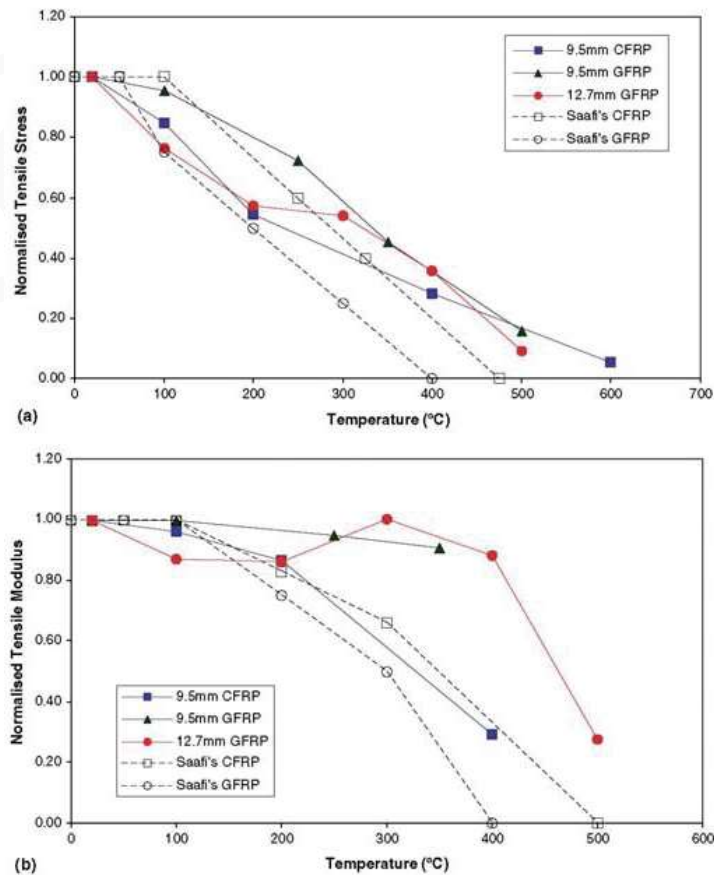 1.20
1.00
0.80
0.60
0.40
0.20
0.00
Normalised Tensile Stress
9.5mm CFRP
9.5mm GFRP
12.7mm GFRP
Saafi's CFRP
Saafi's GFRP
0 100 200 300 400 500 600 700
(a) Temperature (ºC)
1.20
1.00
0.80
0.60
0.40
0.20
0.00
Normalised Tensile Modulus
9.5mm CFRP
9.5mm GFRP
12.7mm GFRP
Saafi's CFRP
Saafi's GFRP
0 100 200 300 400 500 600
(b) Temperature (ºC)